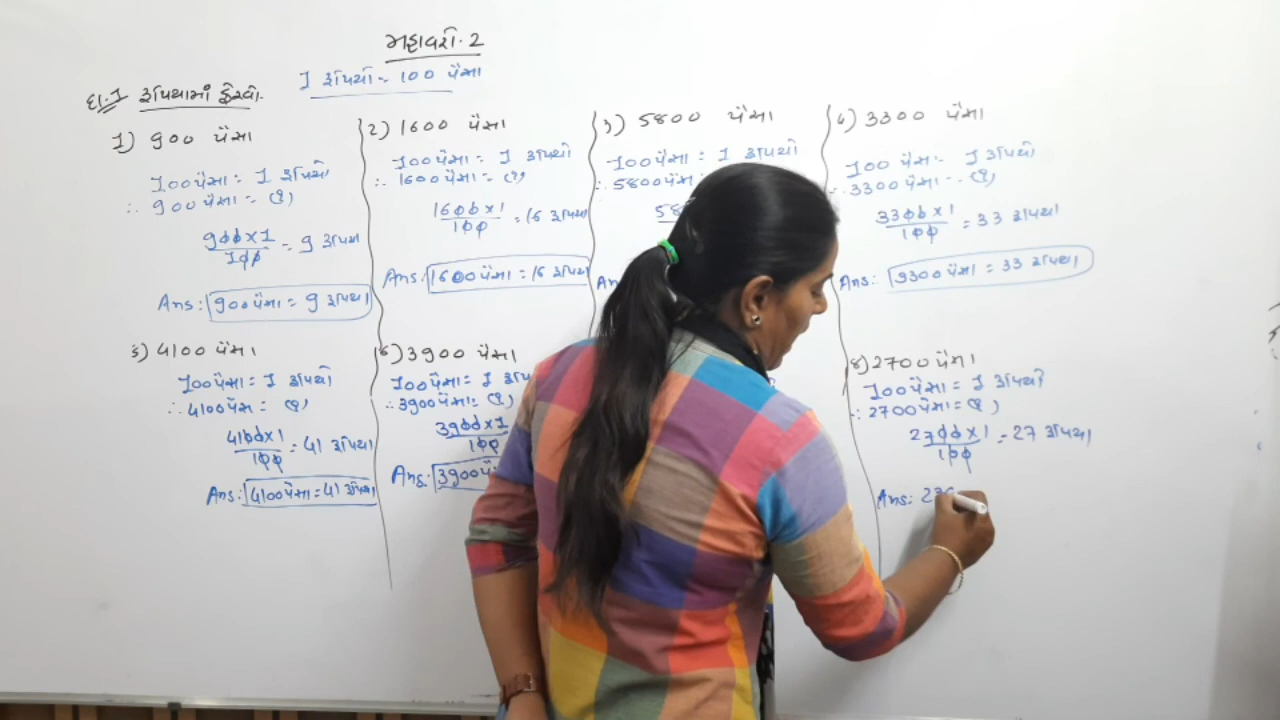 મહાવરો.2
1 રૂપિયો = 100 પૈસા
દા.1 રૂપિયામાં ફેરવો.
1) 900 પૈસા
100 પૈસા = 1 રૂપિયો
∴ 900 પૈસા = (?)
900 × 1 / 100 = 9 રૂપિયા
Ans: 900 પૈસા = 9 રૂપિયા
2) 1600 પૈસા
100 પૈસા = 1 રૂપિયો
∴ 1600 પૈસા = (?)
1600 × 1 / 100 = 16 રૂપિયા
Ans: 1600 પૈસા = 16 રૂપિયા
3) 5800 પૈસા
100 પૈસા = 1 રૂપિયો
∴ 5800 પૈસા =
3300 પૈસા
100 પૈસા = 1 રૂપિયો
∴ 3300 પૈસા = (?)
3300 × 1 / 100 = 33 રૂપિયા
Ans: 3300 પૈસા = 33 રૂપિયા
5) 4100 પૈસા
100 પૈસા = 1 રૂપિયો
∴ 4100 પૈસા = (?)
4100 × 1 / 100 = 41 રૂપિયા
Ans: 4100 પૈસા = 41 રૂપિયા
6) 3900 પૈસા
100 પૈસા = 1
∴ 3900 પૈસા = (?)
3900 × 1 / 100
Ans: 3900
8) 2700 પૈસા
100 પૈસા = 1 રૂપિયો
∴ 2700 પૈસા = (?)
2700 × 1 / 100 = 27 રૂપિયા
Ans: